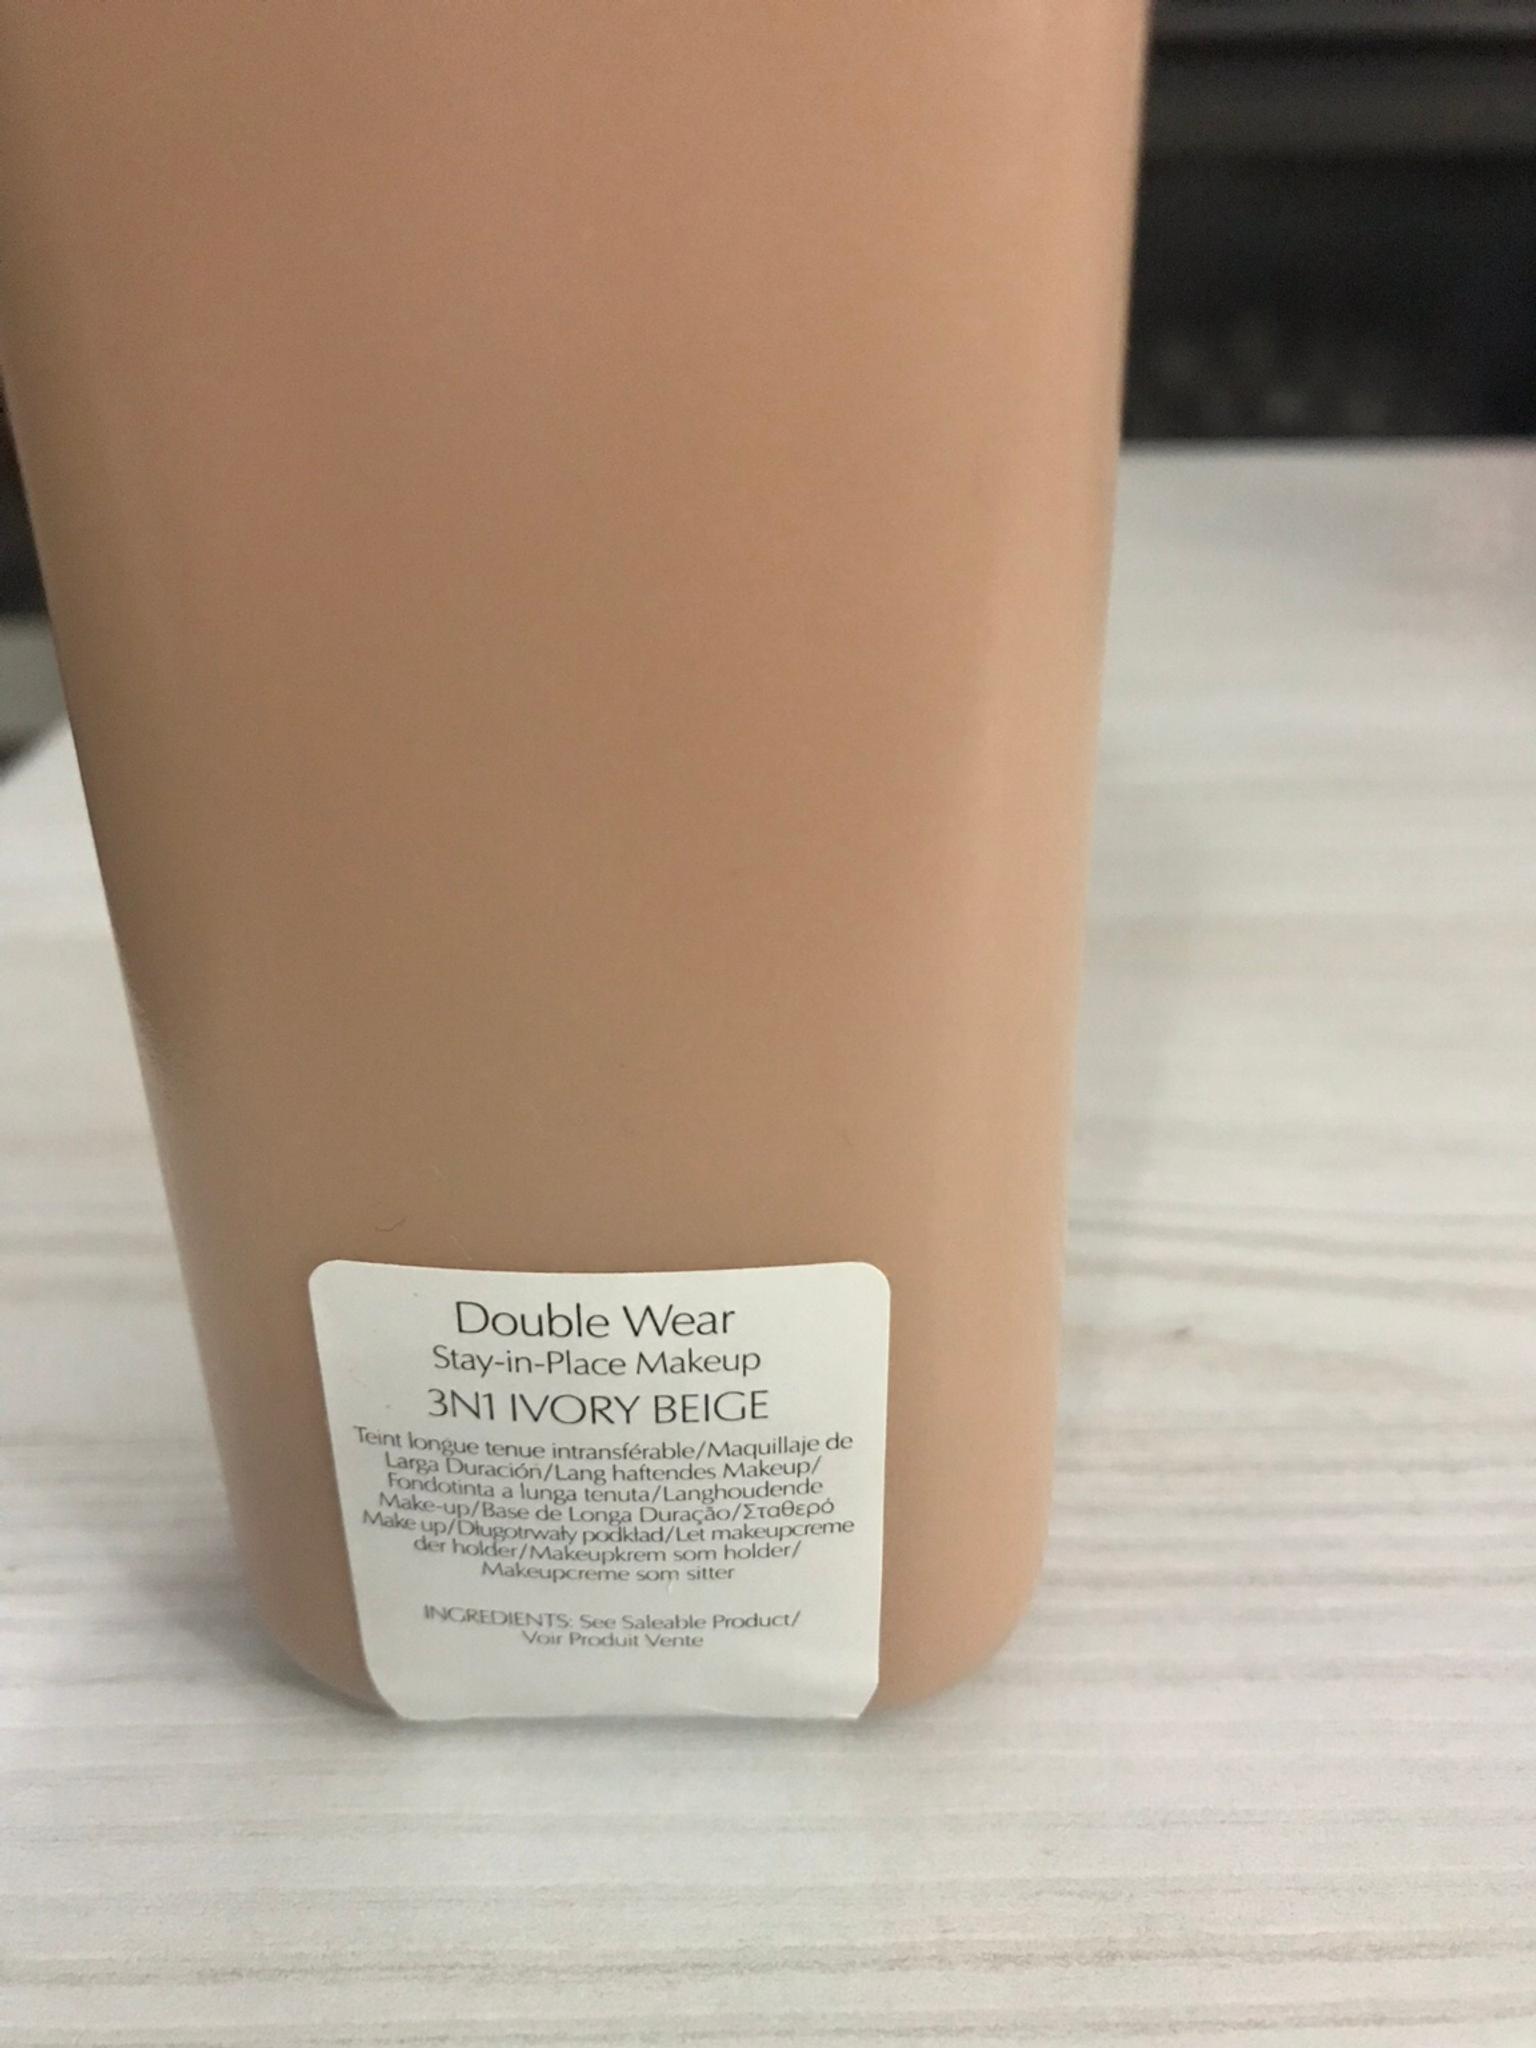 Double Wear
Stay-in-Place Makeup
3N1 IVORY BEIGE
Teint longue tenue intransférable/Maquillaje de
Larga Duración/Lang haftendes Makeup/
Fondotinta a lunga tenuta/Langhoudende
Make-up/Base de Longa Duração/Σταθερό
Make up/Długotrwały podkład/Let makeupcreme
der holder/Makeupkrem som holder/
Makeupcreme som sitter
INGREDIENTS: See Saleable Product/
Voir Produit Vente